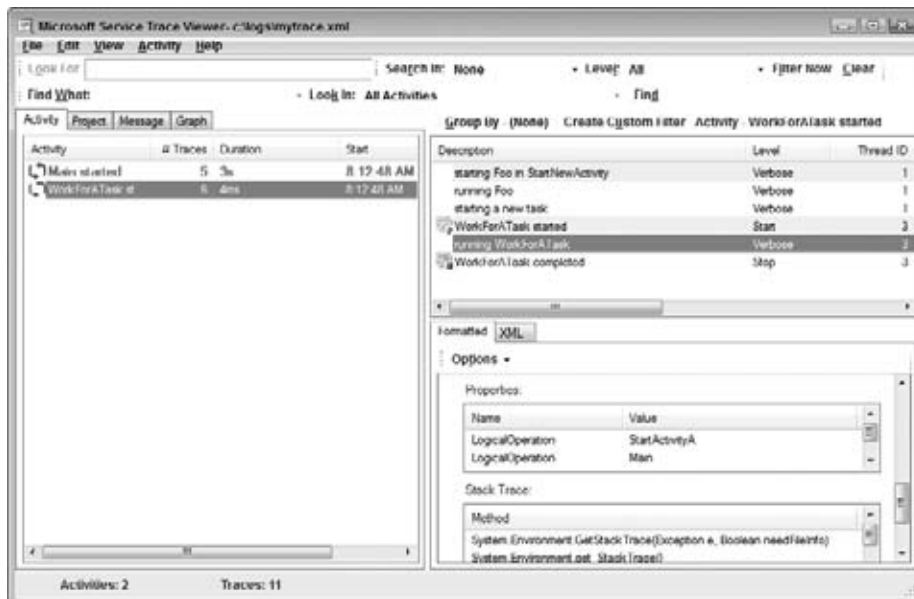 Microsoft Service Trace Viewer- c:\logs\mytrace.xml
File Edit View Activity Help
Look For Search In: None Level: All Filter Now Clear
Find What: Look In: All Activities Find
Activity Project Message Graph
Group By - (None) Create Custom Filter Activity - WorkForATask started
Activity # Traces Duration Start
Main started 5 3s 8:12:48 AM
WorkForATask st 6 4ms 8:12:48 AM
Description Level Thread ID
starting Foo in StartNewActivity Verbose 1
running Foo Verbose 1
starting a new task Verbose 1
WorkForATask started Start 3
running WorkForATask Verbose 3
WorkForATask completed Stop 3
Formatted XML
Options
Properties:
Name Value
LogicalOperation StartActivityA
LogicalOperation Main
Stack Trace:
Method
System.Environment.GetStackTrace(Exception e, Boolean needFileInfo)
System.Environment.get_StackTrace()
Activities: 2 Traces: 11